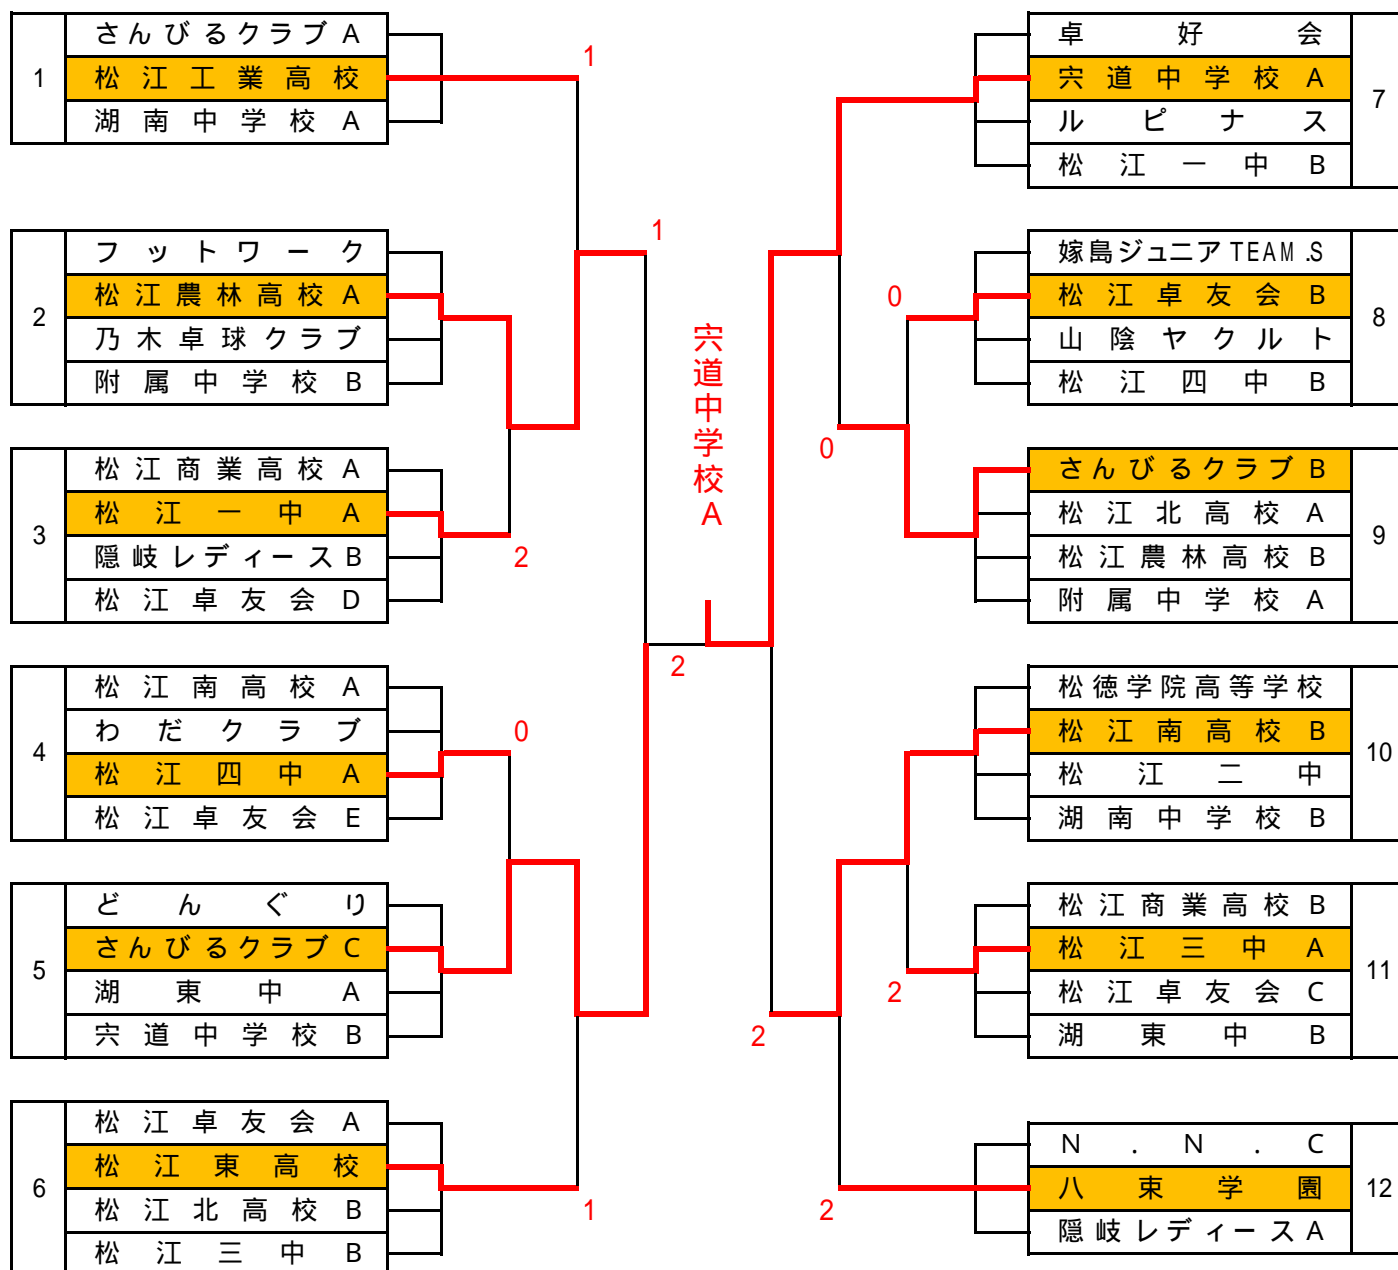 1
さんびるクラブA
松江工業高校
湖南中学校A
2
フットワーク
松江農林高校A
乃木卓球クラブ
附属中学校B
3
松江商業高校A
松江一中A
隠岐レディースB
松江卓友会D
4
松江南高校A
わだクラブ
松江四中A
松江卓友会E
5
どんぐり
さんびるクラブC
湖東中A
宍道中学校B
6
松江卓友会A
松江東高校
松江北高校B
松江三中B
1
1
2
0
2
1
宍道中学校A
0
0
2
2
2
卓好会
宍道中学校A
ルピナス
松江一中B
7
嫁島ジュニアTEAM.S
松江卓友会B
山陰ヤクルト
松江四中B
8
さんびるクラブB
松江北高校A
松江農林高校B
附属中学校A
9
松徳学院高等学校
松江南高校B
松江二中
湖南中学校B
10
松江商業高校B
松江三中A
松江卓友会C
湖東中B
11
N.N.C
八束学園
隠岐レディースA
12